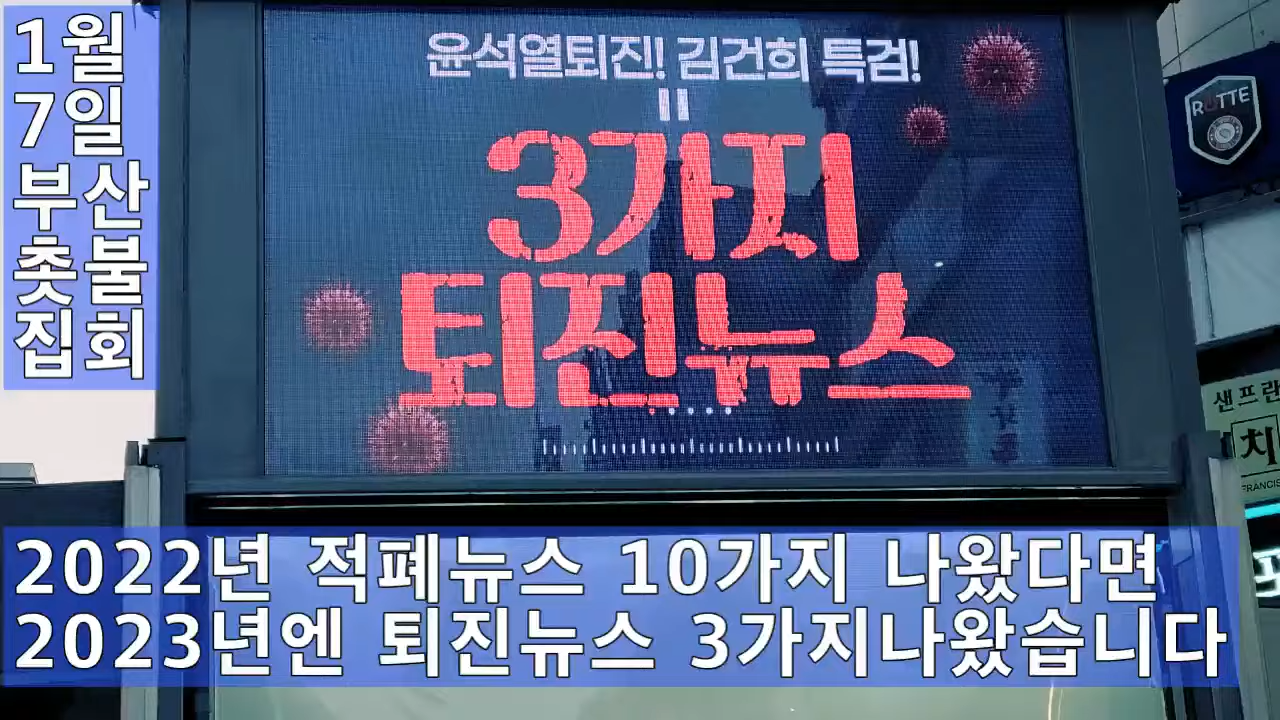 1월
7일
부산
촛불
집회
윤석열퇴진! 김건희 특검!
3가지
퇴진뉴스
ROTTE
샌프란
치
FRANCIS
2022년 적폐뉴스 10가지 나왔다면
2023년엔 퇴진뉴스 3가지나왔습니다